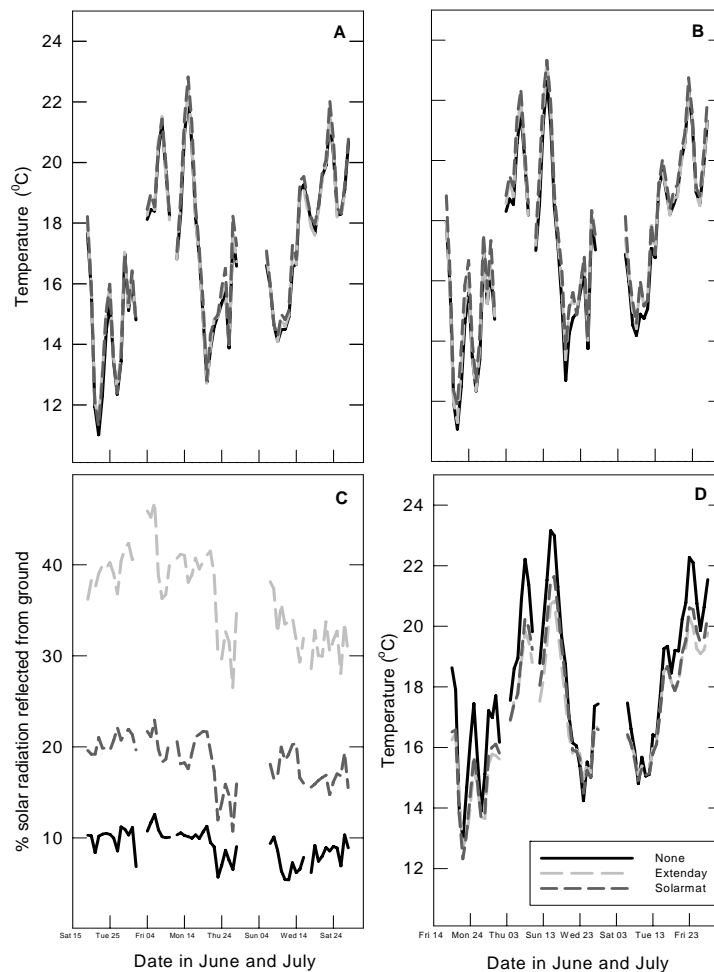 A
B
24
22
20
18
16
14
12
Temperature (⁰C)
C
D
40
30
20
10
% solar radiation reflected from ground
24
22
20
18
16
14
12
Temperature (⁰C)
None
Extenday
Solarmat
Sat 15 Tue 25 Fri 04 Mon 14 Thu 24 Sun 04 Wed 14 Sat 24
Fri 14 Mon 24 Thu 03 Sun 13 Wed 23 Sat 03 Tue 13 Fri 23
Date in June and July
Date in June and July